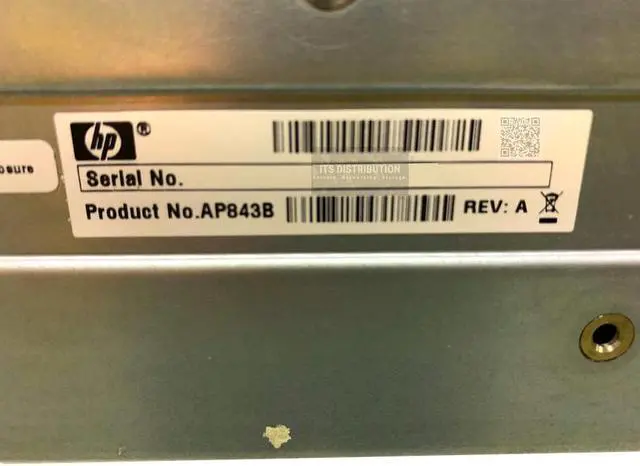 hp®
ITS DISTRIBUTION
osure
Serial No.
Product No.AP843B REV: A